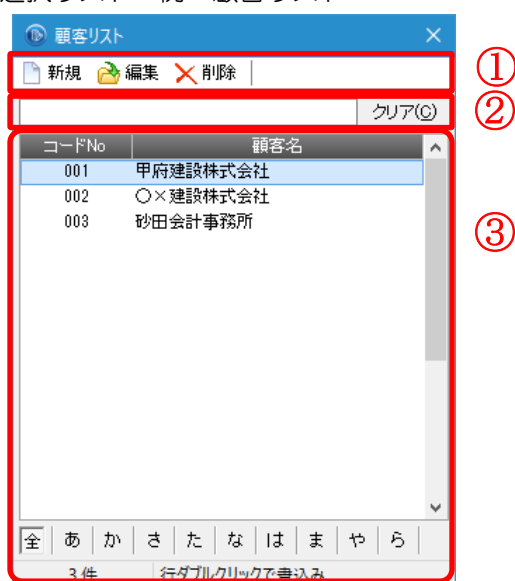 顧客リスト
新規 編集 削除
①
クリア(C)
②
コードNo 顧客名
001 甲府建設株式会社
002 〇×建設株式会社
003 砂田会計事務所
③
全 あ か さ た な は ま や ら
3件 行ダブルクリックで書込み